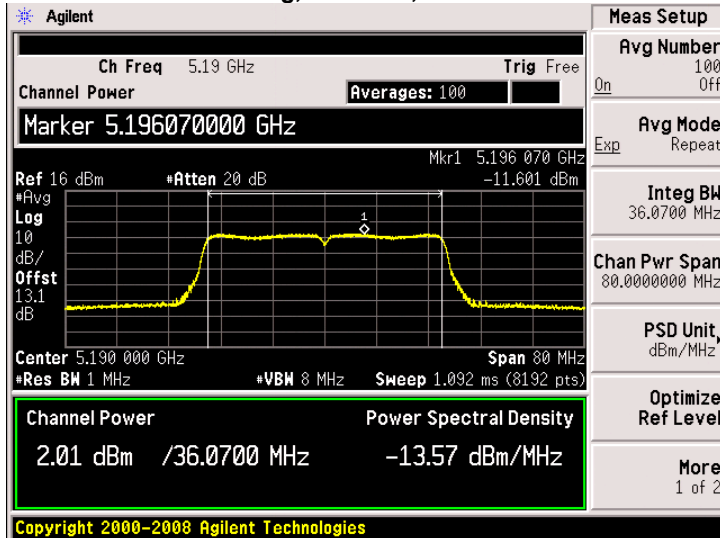 Agilent
Meas Setup
Ch Freq 5.19 GHz Trig Free
Channel Power Averages: 100
Marker 5.196070000 GHz
Mkr1 5.196 070 GHz
Ref 16 dBm #Atten 20 dB -11.601 dBm
#Avg
Log
10
dB/
Offst
13.1
dB
1
Center 5.190 000 GHz Span 80 MHz
#Res BW 1 MHz #VBW 8 MHz Sweep 1.092 ms (8192 pts)
Channel Power Power Spectral Density
2.01 dBm /36.0700 MHz -13.57 dBm/MHz
Avg Number
100
On Off
Avg Mode
Exp Repeat
Integ BW
36.0700 MHz
Chan Pwr Span
80.0000000 MHz
PSD Unit
dBm/MHz
Optimize
Ref Level
More
1 of 2
Copyright 2000-2008 Agilent Technologies